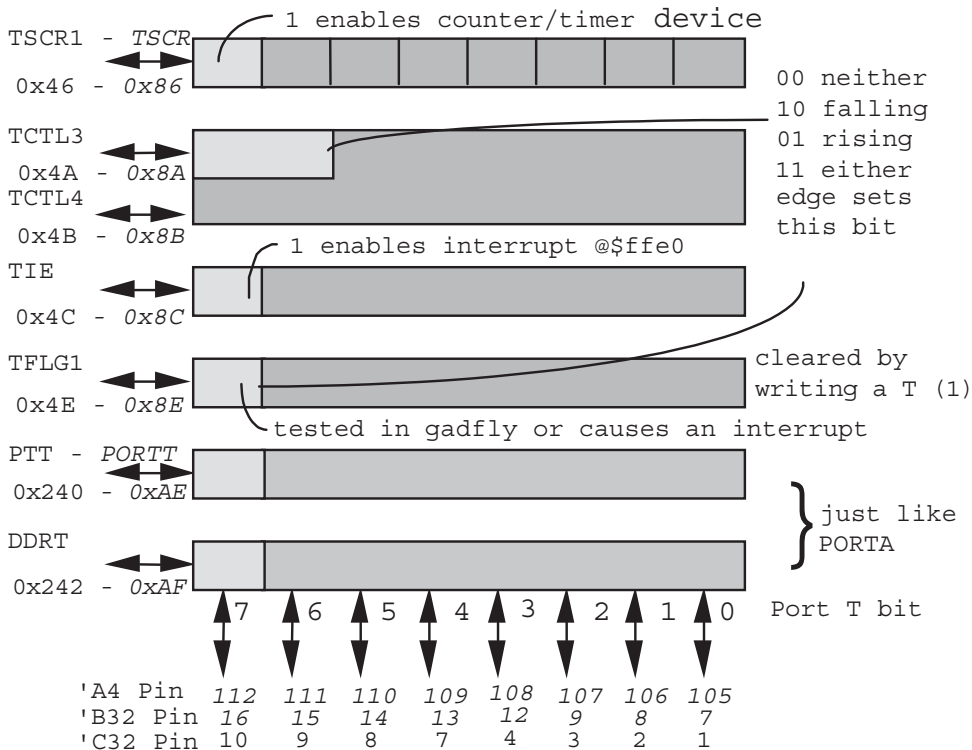 1 enables counter/timer device
TSCR1 - TSCR
0x46 - 0x86
00 neither
10 falling
01 rising
11 either
edge sets
this bit
TCTL3
0x4A - 0x8A
TCTL4
0x4B - 0x8B
1 enables interrupt @$ffe0
TIE
0x4C - 0x8C
TFLG1
0x4E - 0x8E
cleared by
writing a T (1)
tested in gadfly or causes an interrupt
PTT - PORTT
0x240 - 0xAE
just like
PORTA
DDRT
0x242 - 0xAF
7 6 5 4 3 2 1 0 Port T bit
'A4 Pin 112 111 110 109 108 107 106 105
'B32 Pin 16 15 14 13 12 9 8 7
'C32 Pin 10 9 8 7 4 3 2 1